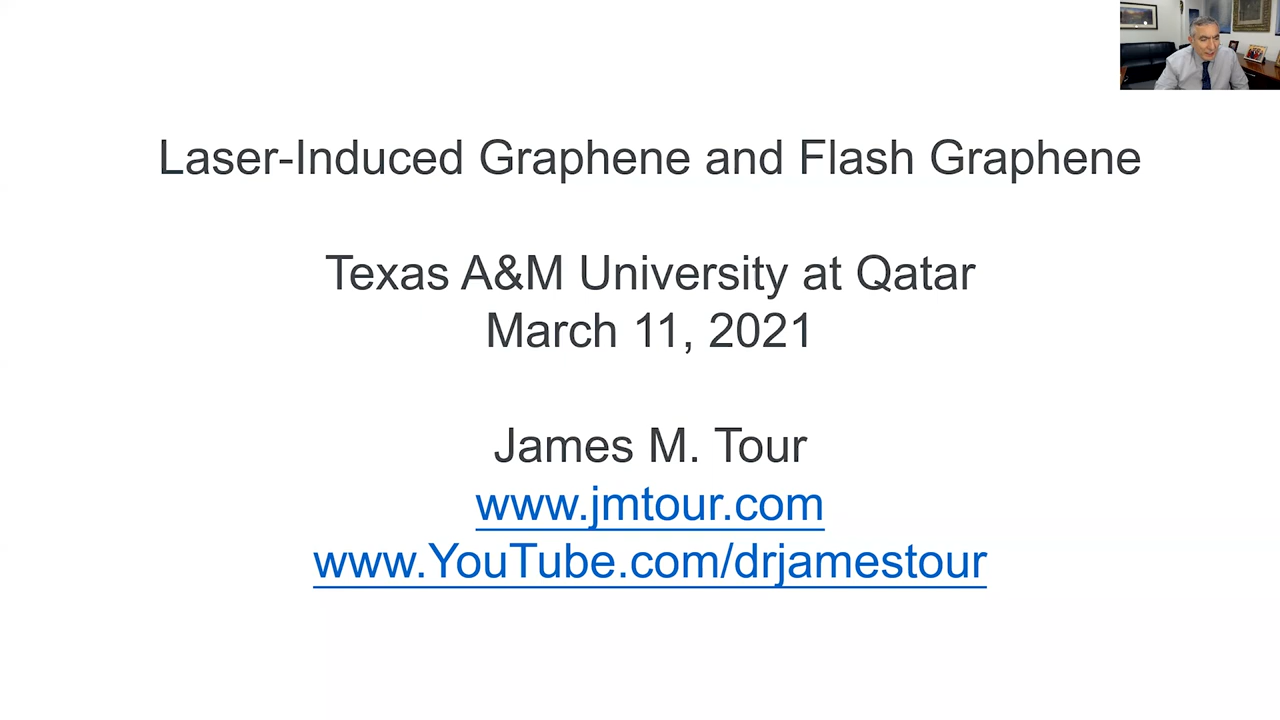 Laser-Induced Graphene and Flash Graphene
Texas A&M University at Qatar
March 11, 2021
James M. Tour
www.jmtour.com
www.YouTube.com/drjamestour